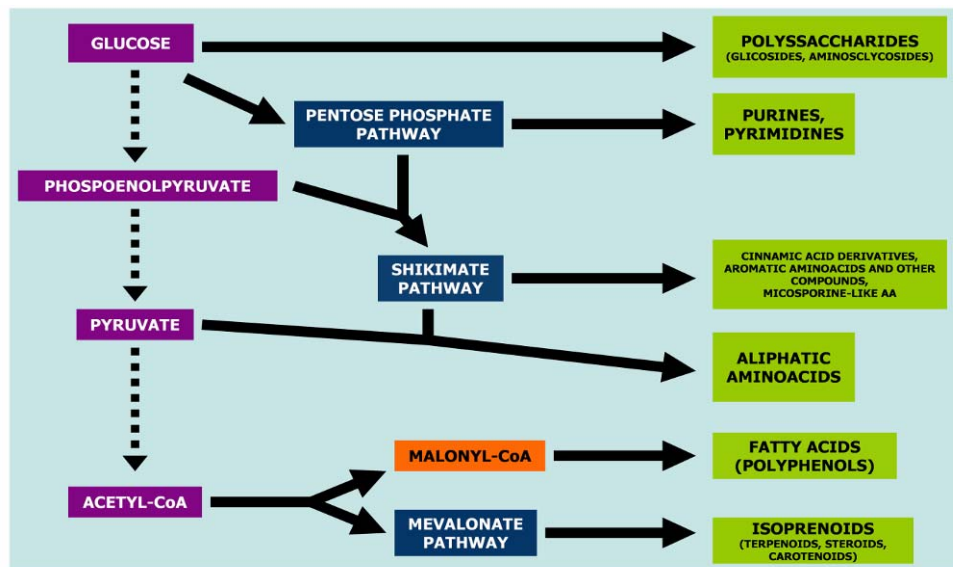 GLUCOSE
POLYSSACCHARIDES
(GLICOSIDES, AMINOSCLYCOSIDES)
PENTOSE PHOSPHATE
PATHWAY
PURINES,
PYRIMIDINES
PHOSPOENOLPYRUVATE
SHIKIMATE
PATHWAY
CINNAMIC ACID DERIVATIVES,
AROMATIC AMINOACIDS AND OTHER
COMPOUNDS,
MICOSPORINE-LIKE AA
PYRUVATE
ALIPHATIC
AMINOACIDS
MALONYL-CoA
FATTY ACIDS
(POLYPHENOLS)
ACETYL-CoA
MEVALONATE
PATHWAY
ISOPRENOIDS
(TERPENOIDS, STEROIDS,
CAROTENOIDS)